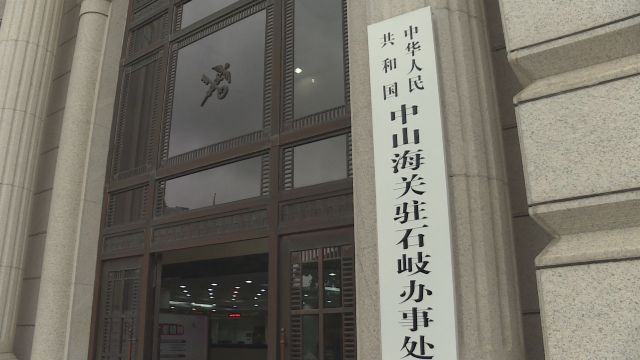 中华人民
共和国
中山海关驻石岐办事处